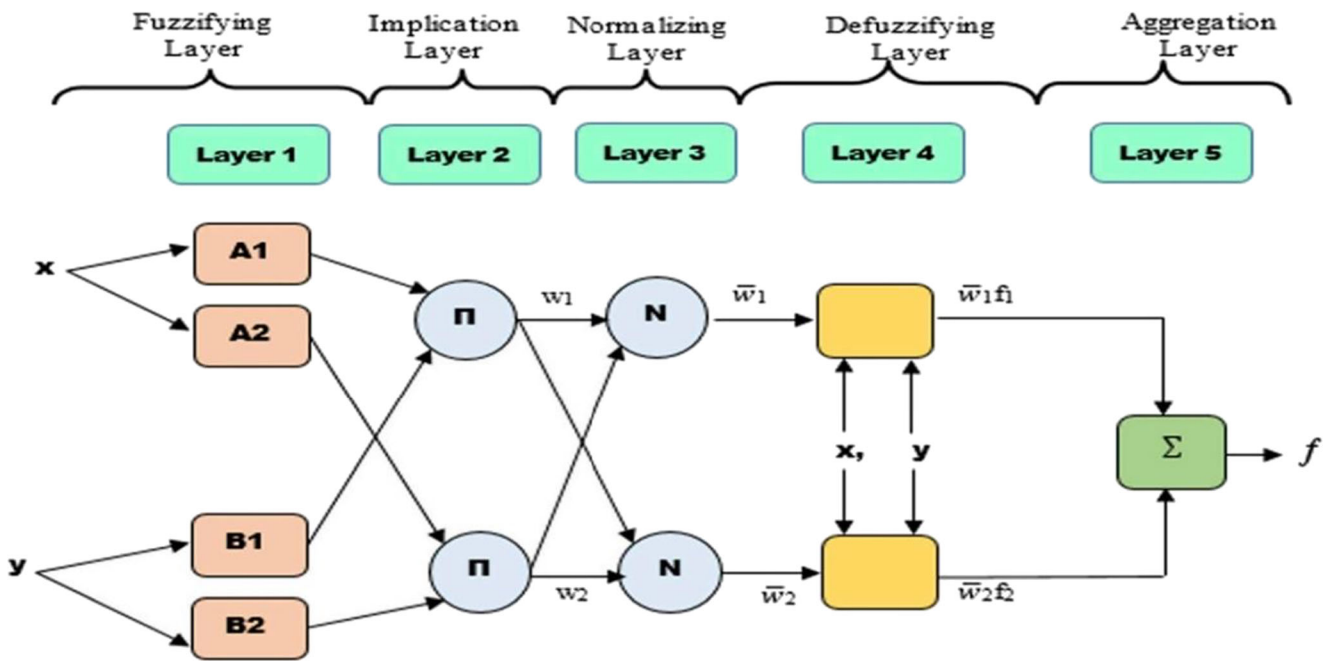 Fuzzifying
Layer
Implication
Layer
Normalizing
Layer
Defuzzifying
Layer
Aggregation
Layer
Layer 1
Layer 2
Layer 3
Layer 4
Layer 5
x
A1
A2
B1
B2
y
Π
Π
w1
w2
N
N
w̅1
w̅2
x,
y
w̅1f1
w̅2f2
Σ
f